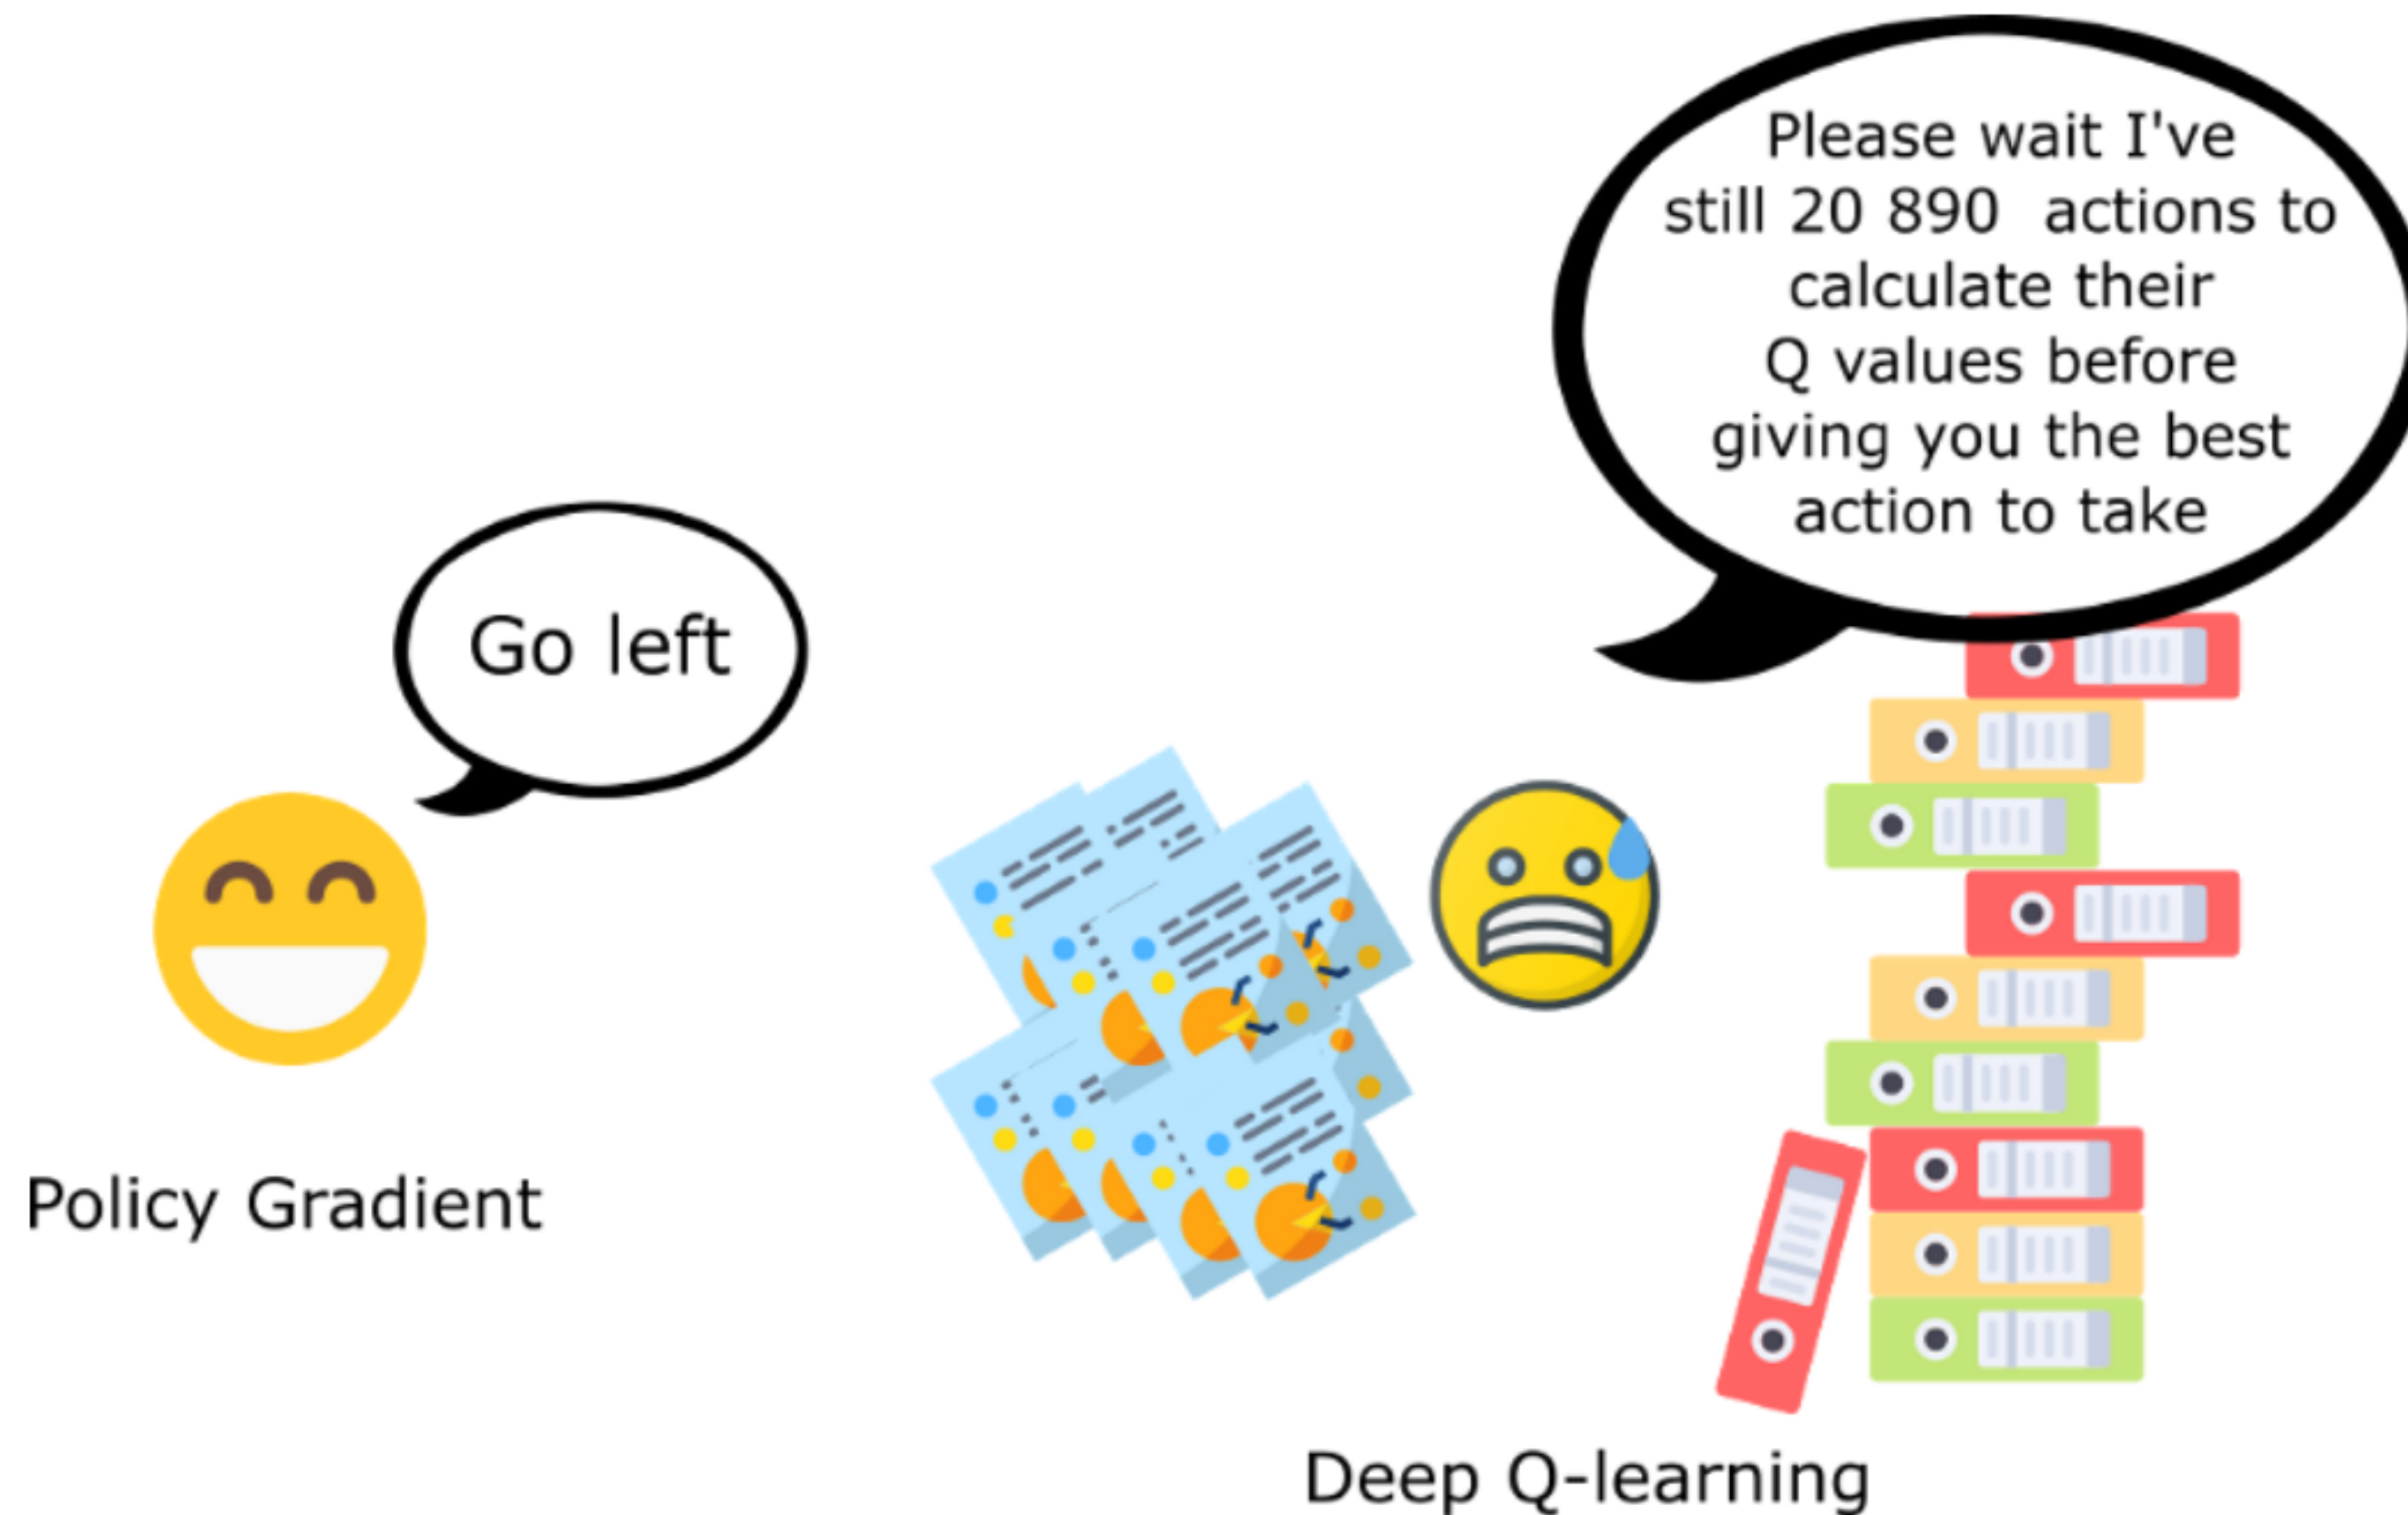 Please wait I've
still 20 890 actions to
calculate their
Q values before
giving you the best
action to take
Go left
Policy Gradient
Deep Q-learning